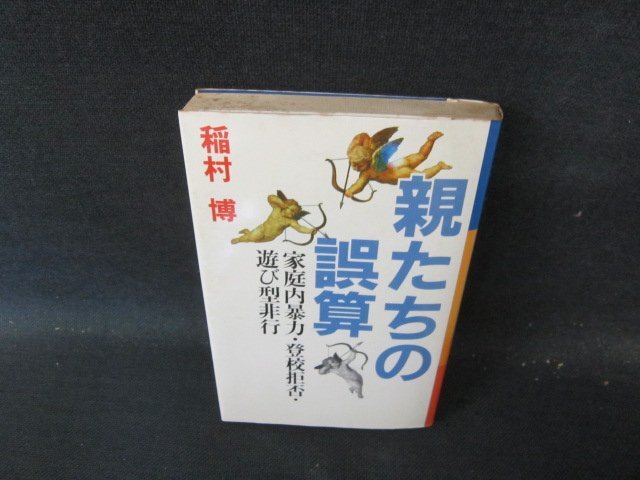 親たちの
誤算
家庭内暴力・登校拒否・
遊び型非行
稲村 博